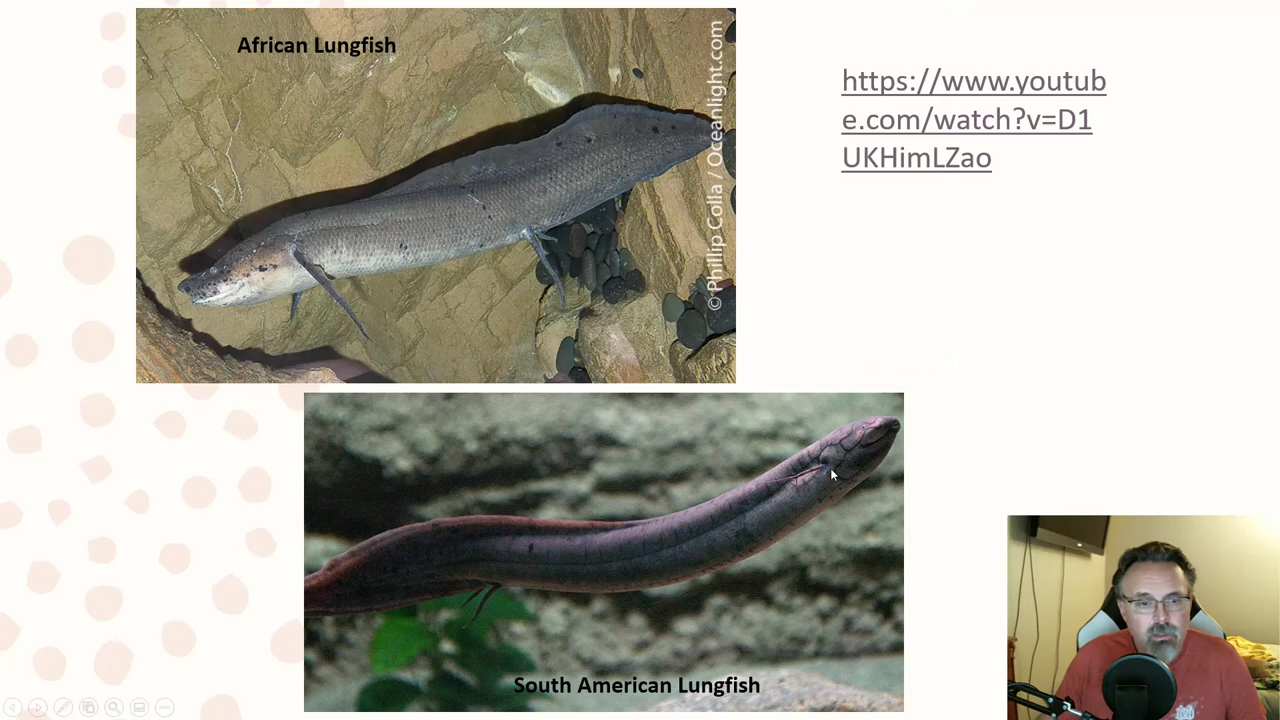 African Lungfish
© Phillip Colla / Oceanlight.com
https://www.youtub
e.com/watch?v=D1
UKHimLZao
South American Lungfish